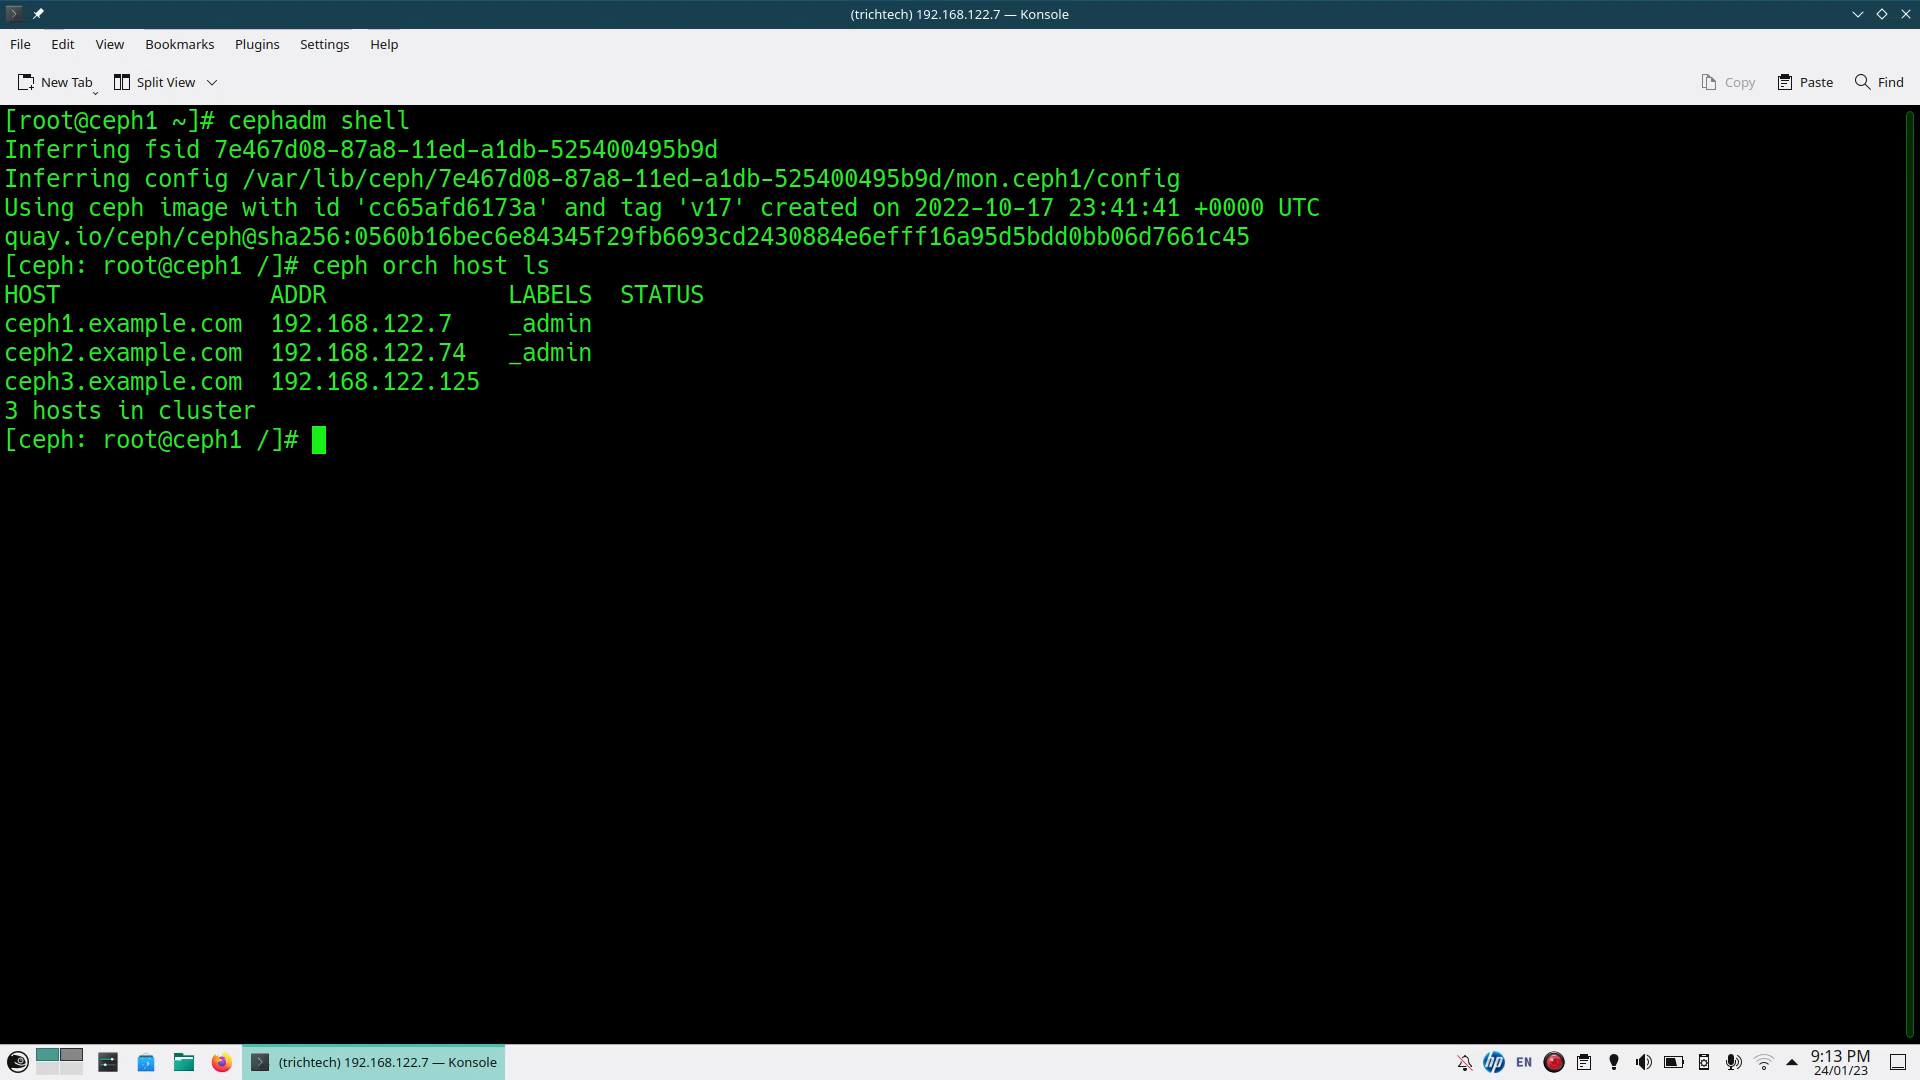 (trichtech) 192.168.122.7 — Konsole
File Edit View Bookmarks Plugins Settings Help
New Tab Split View Copy Paste Find
[root@ceph1 ~]# cephadm shell
Inferring fsid 7e467d08-87a8-11ed-a1db-525400495b9d
Inferring config /var/lib/ceph/7e467d08-87a8-11ed-a1db-525400495b9d/mon.ceph1/config
Using ceph image with id 'cc65afd6173a' and tag 'v17' created on 2022-10-17 23:41:41 +0000 UTC
quay.io/ceph/ceph@sha256:0560b16bec6e84345f29fb6693cd2430884e6efff16a95d5bdd0bb06d7661c45
[ceph: root@ceph1 /]# ceph orch host ls
HOST ADDR LABELS STATUS
ceph1.example.com 192.168.122.7 _admin
ceph2.example.com 192.168.122.74 _admin
ceph3.example.com 192.168.122.125
3 hosts in cluster
[ceph: root@ceph1 /]#
(trichtech) 192.168.122.7 — Konsole hp EN 9:13 PM
24/01/23